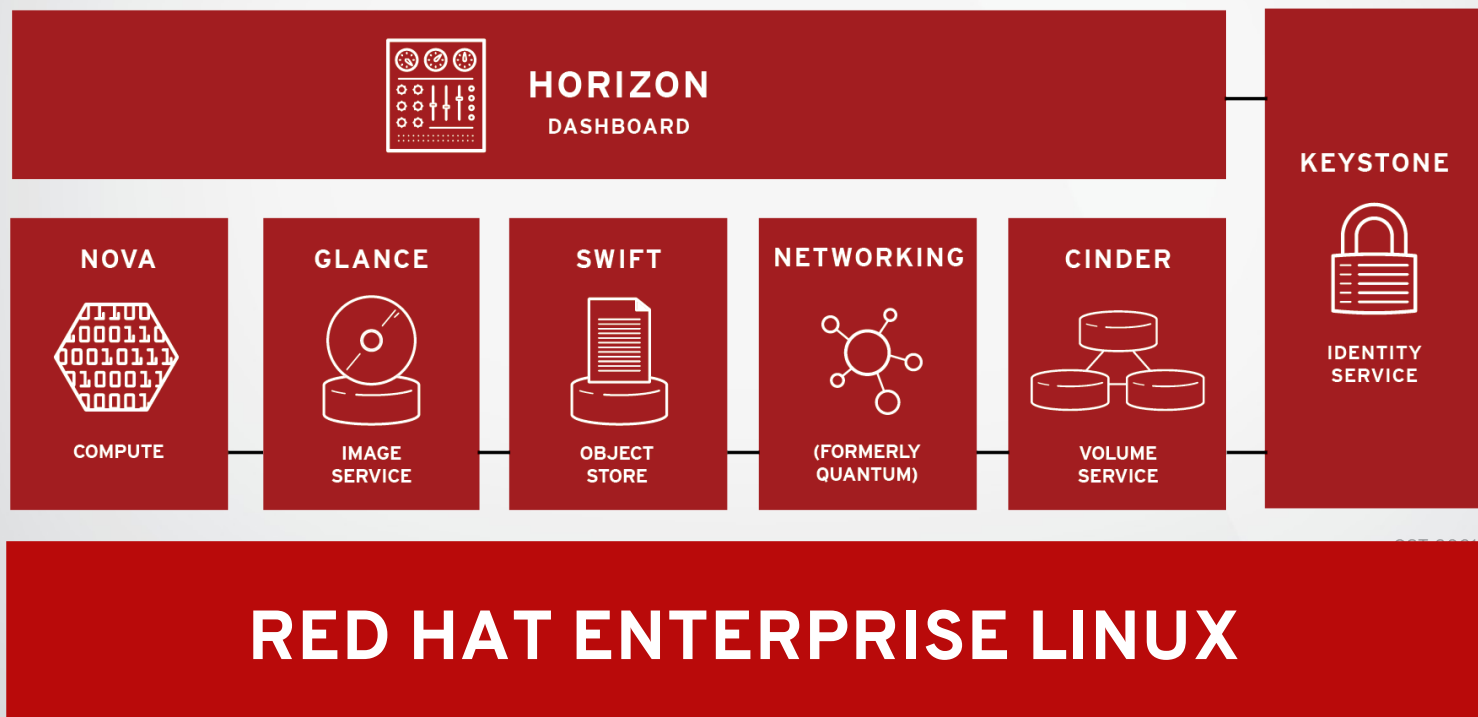 HORIZON
DASHBOARD
KEYSTONE
IDENTITY
SERVICE
NOVA
COMPUTE
GLANCE
IMAGE
SERVICE
SWIFT
OBJECT
STORE
NETWORKING
(FORMERLY
QUANTUM)
CINDER
VOLUME
SERVICE
RED HAT ENTERPRISE LINUX